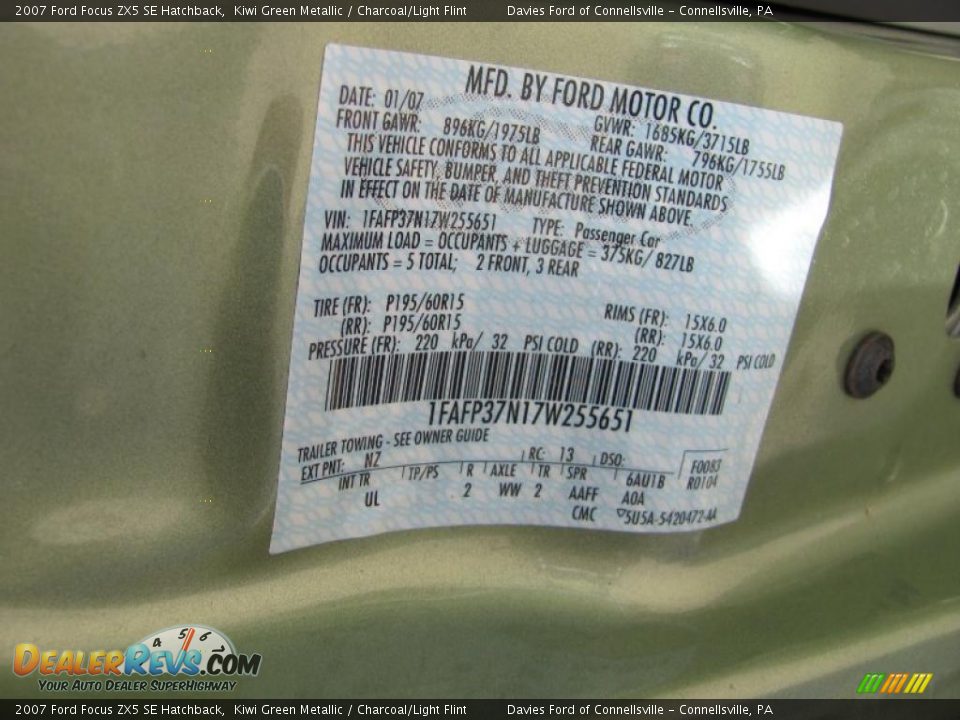 2007 Ford Focus ZX5 SE Hatchback, Kiwi Green Metallic / Charcoal/Light Flint Davies Ford of Connellsville - Connellsville, PA
MFD. BY FORD MOTOR CO.
DATE: 01/07 GVWR: 1685KG/3715LB
FRONT GAWR: 896KG/1975LB REAR GAWR: 796KG/1755LB
THIS VEHICLE CONFORMS TO ALL APPLICABLE FEDERAL MOTOR
VEHICLE SAFETY, BUMPER, AND THEFT PREVENTION STANDARDS
IN EFFECT ON THE DATE OF MANUFACTURE SHOWN ABOVE.
VIN: 1FAFP37N17W255651 TYPE: Passenger Car
MAXIMUM LOAD = OCCUPANTS + LUGGAGE = 375KG/ 827LB
OCCUPANTS = 5 TOTAL; 2 FRONT, 3 REAR
TIRE (FR): P195/60R15 RIMS (FR): 15X6.0
(RR): P195/60R15 (RR): 15X6.0
PRESSURE (FR): 220 kPa/ 32 PSI COLD (RR): 220 kPa/ 32 PSI COLD
1FAFP37N17W255651
TRAILER TOWING - SEE OWNER GUIDE
EXT PNT: NZ RC: 13 DSO: F0083
INT TR TP/PS R AXLE TR SPR 6AU1B R0104
UL 2 WW 2 AAFF A0A
CMC ▽5U5A-5420472-AA
4 5 6
DEALERREVS.COM
YOUR AUTO DEALER SUPERHIGHWAY
2007 Ford Focus ZX5 SE Hatchback, Kiwi Green Metallic / Charcoal/Light Flint Davies Ford of Connellsville - Connellsville, PA